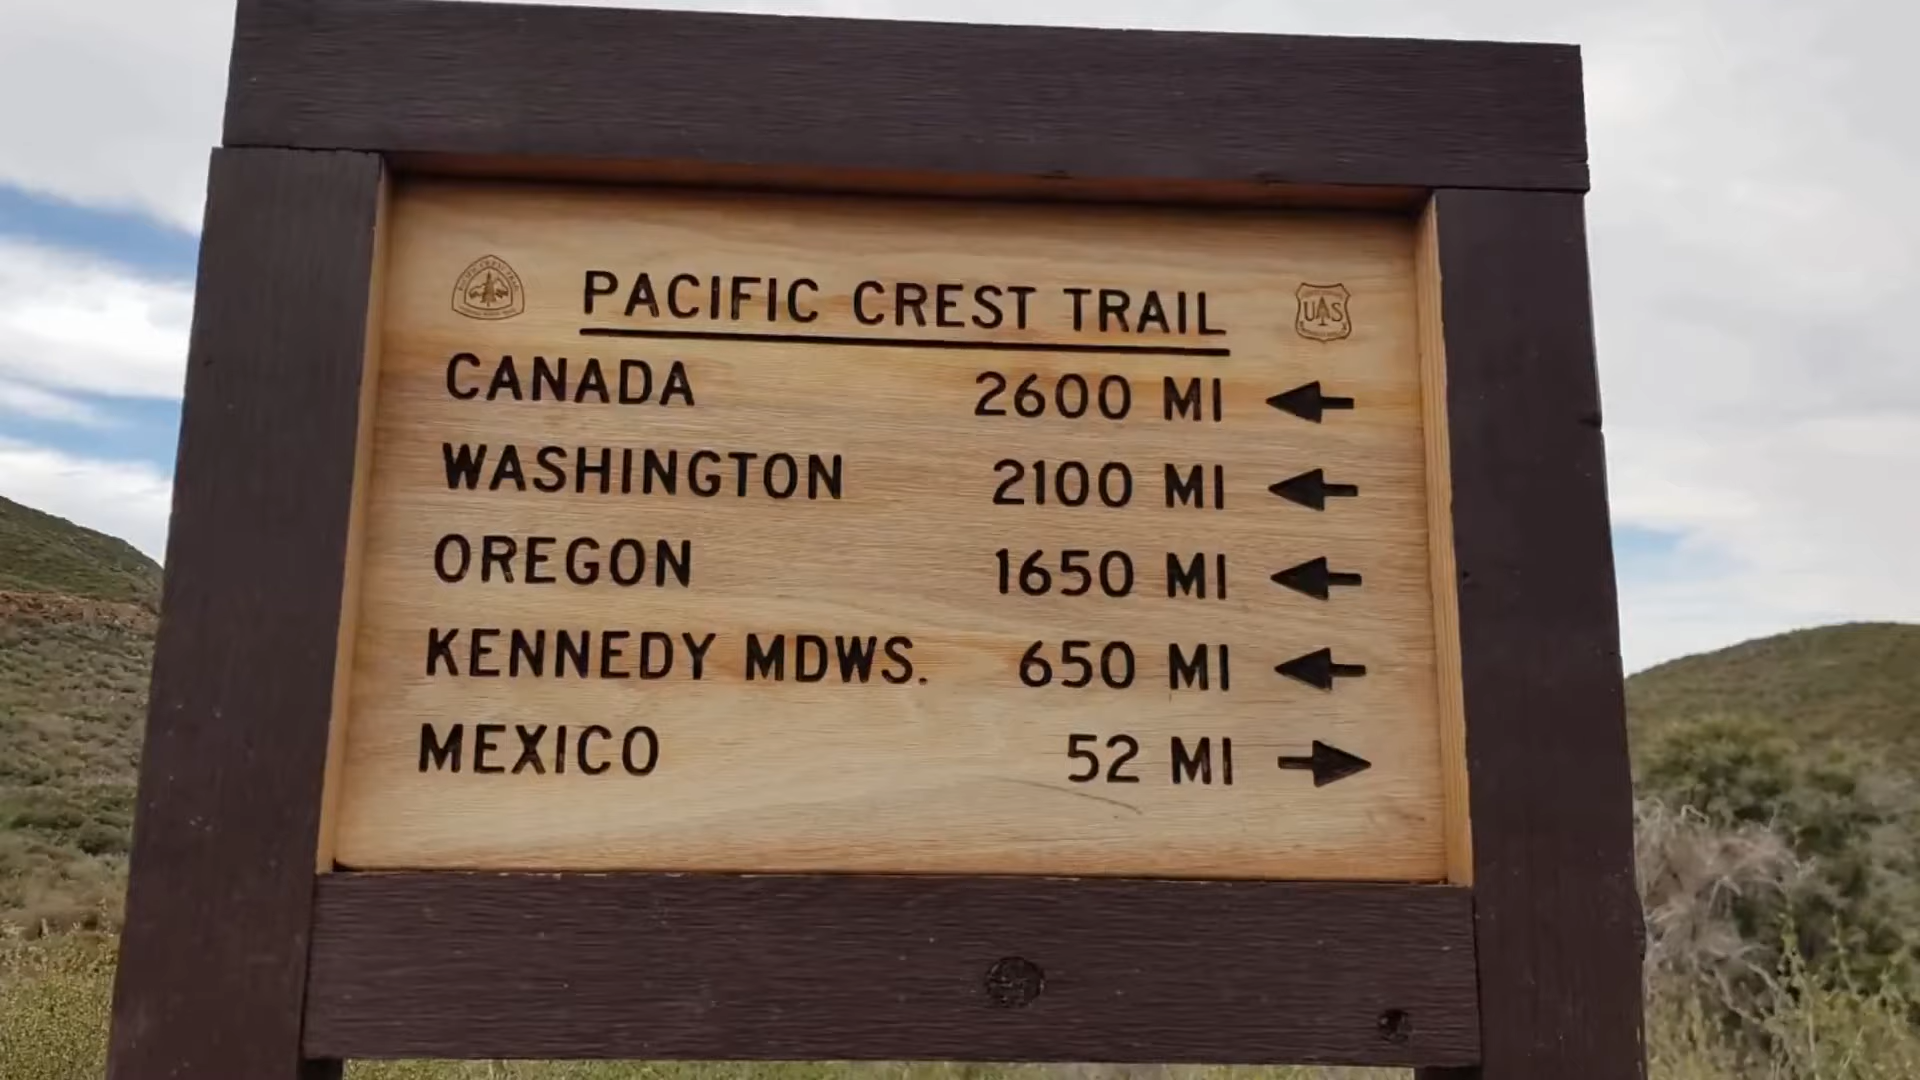 PACIFIC CREST TRAIL
UAS
CANADA 2600 MI
WASHINGTON 2100 MI
OREGON 1650 MI
KENNEDY MDWS. 650 MI
MEXICO 52 MI